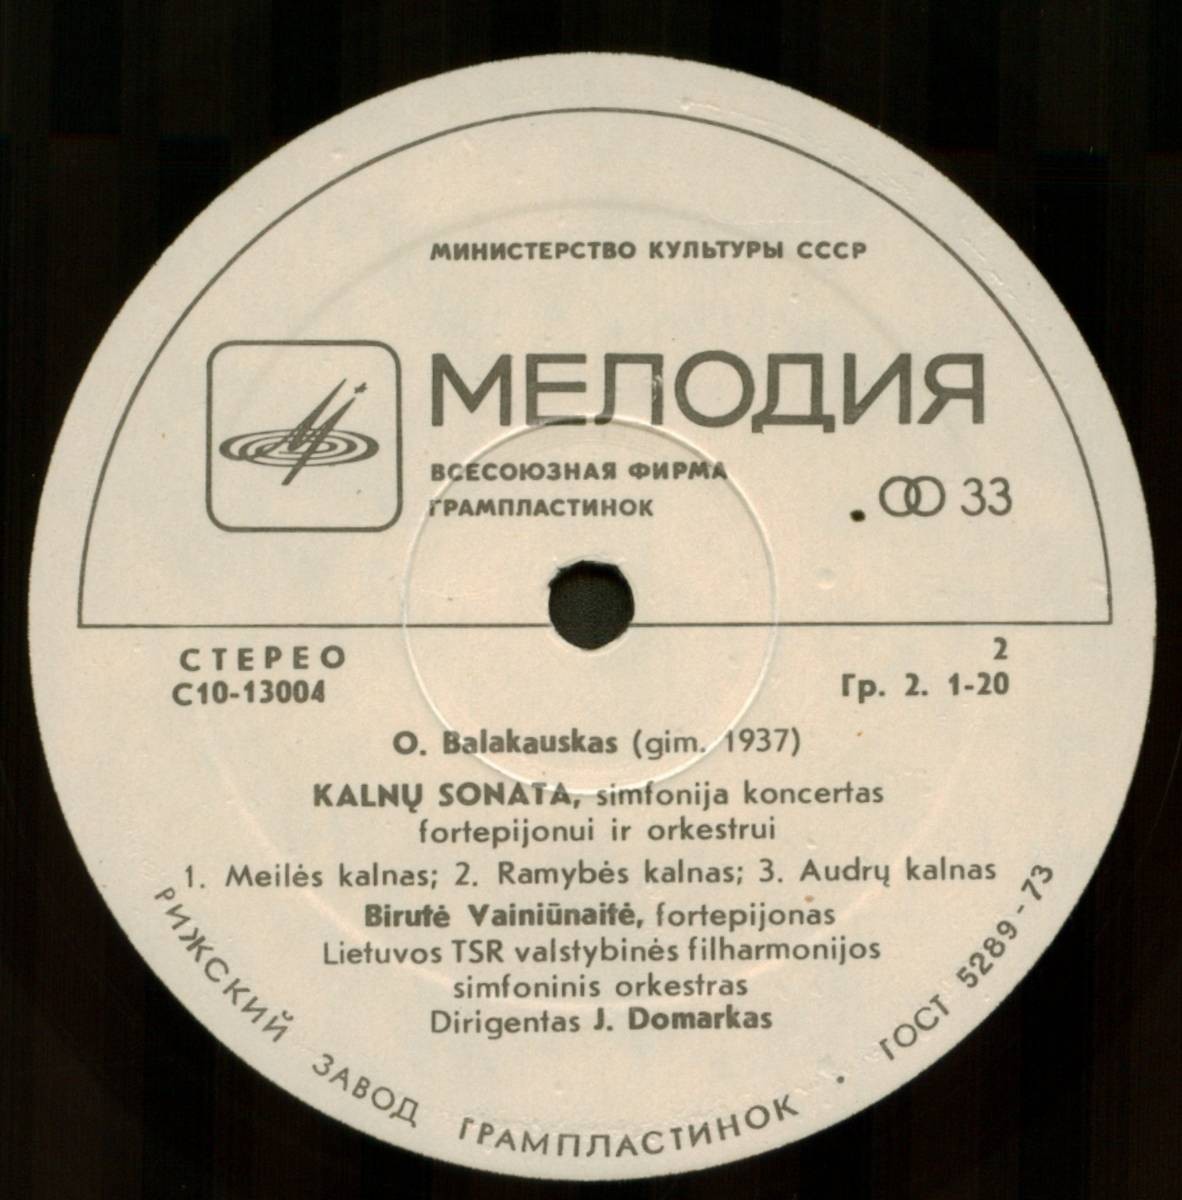 МИНИСТЕРСТВО КУЛЬТУРЫ СССР
МЕЛОДИЯ
ВСЕСОЮЗНАЯ ФИРМА
ГРАМПЛАСТИНОК
33
СТЕРЕО
2
С10-13004
Гр. 2. 1-20
O. Balakauskas (gim. 1937)
KALNŲ SONATA, simfonija koncertas
fortepijonui ir orkestrui
1. Meilės kalnas; 2. Ramybės kalnas; 3. Audrų kalnas
Birutė Vainiūnaitė, fortepijonas
Lietuvos TSR valstybinės filharmonijos
simfoninis orkestras
Dirigentas J. Domarkas
РИЖСКИЙ ЗАВОД ГРАМПЛАСТИНОК · ГОСТ 5289-73